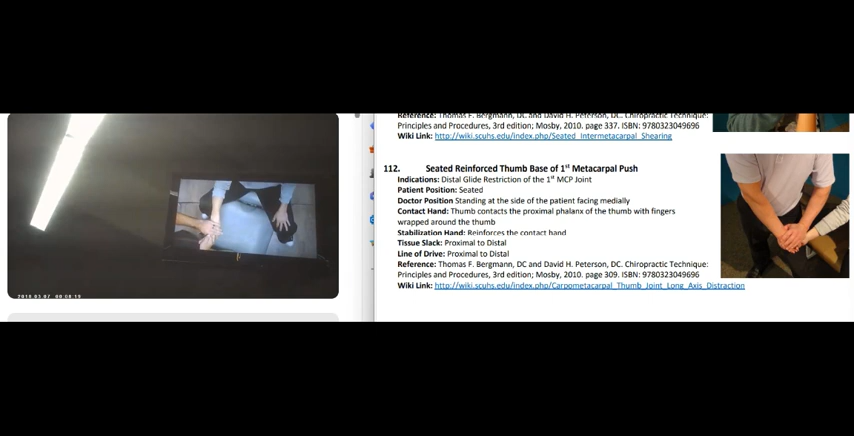 Reference: Thomas F. Bergmann, DC and David H. Peterson, DC. Chiropractic Technique:
Principles and Procedures, 3rd edition; Mosby, 2010. page 337. ISBN: 9780323049696
Wiki Link: http://wiki.scuhs.edu/index.php/Seated_Intermetacarpal_Shearing
112. Seated Reinforced Thumb Base of 1st Metacarpal Push
Indications: Distal Glide Restriction of the 1st MCP Joint
Patient Position: Seated
Doctor Position Standing at the side of the patient facing medially
Contact Hand: Thumb contacts the proximal phalanx of the thumb with fingers
wrapped around the thumb
Stabilization Hand: Reinforces the contact hand
Tissue Slack: Proximal to Distal
Line of Drive: Proximal to Distal
Reference: Thomas F. Bergmann, DC and David H. Peterson, DC. Chiropractic Technique:
Principles and Procedures, 3rd edition; Mosby, 2010. page 309. ISBN: 9780323049696
Wiki Link: http://wiki.scuhs.edu/index.php/Carpometacarpal_Thumb_Joint_Long_Axis_Distraction